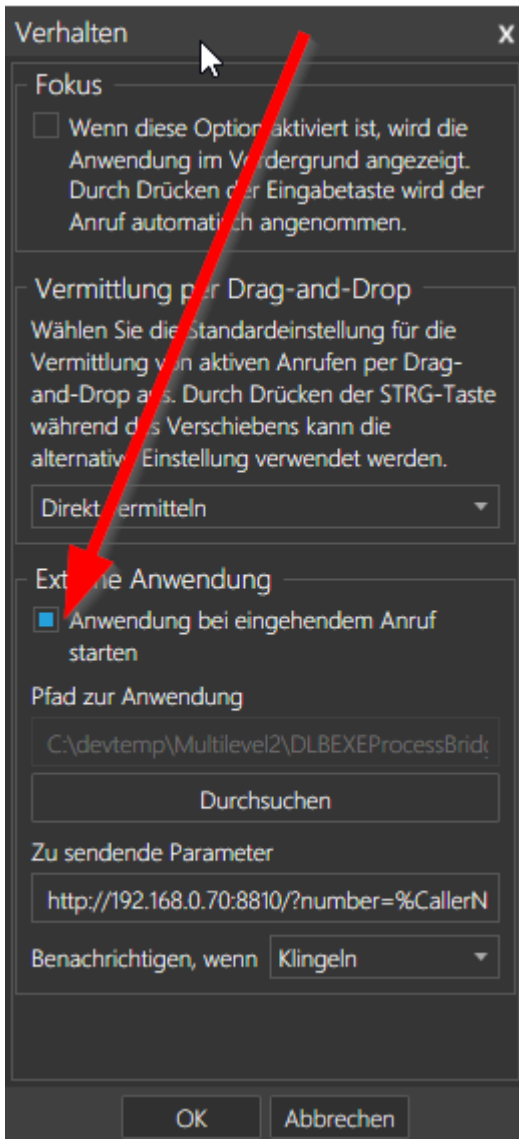 Verhalten x
Fokus
Wenn diese Option aktiviert ist, wird die
Anwendung im Vordergrund angezeigt.
Durch Drücken der Eingabetaste wird der
Anruf automatisch angenommen.
Vermittlung per Drag-and-Drop
Wählen Sie die Standardeinstellung für die
Vermittlung von aktiven Anrufen per Drag-
and-Drop aus. Durch Drücken der STRG-Taste
während des Verschiebens kann die
alternative Einstellung verwendet werden.
Direkt vermitteln
Externe Anwendung
Anwendung bei eingehendem Anruf
starten
Pfad zur Anwendung
C:\devtemp\Multilevel2\DLBEXEProcessBridg
Durchsuchen
Zu sendende Parameter
http://192.168.0.70:8810/?number=%CallerN
Benachrichtigen, wenn Klingeln
OK Abbrechen